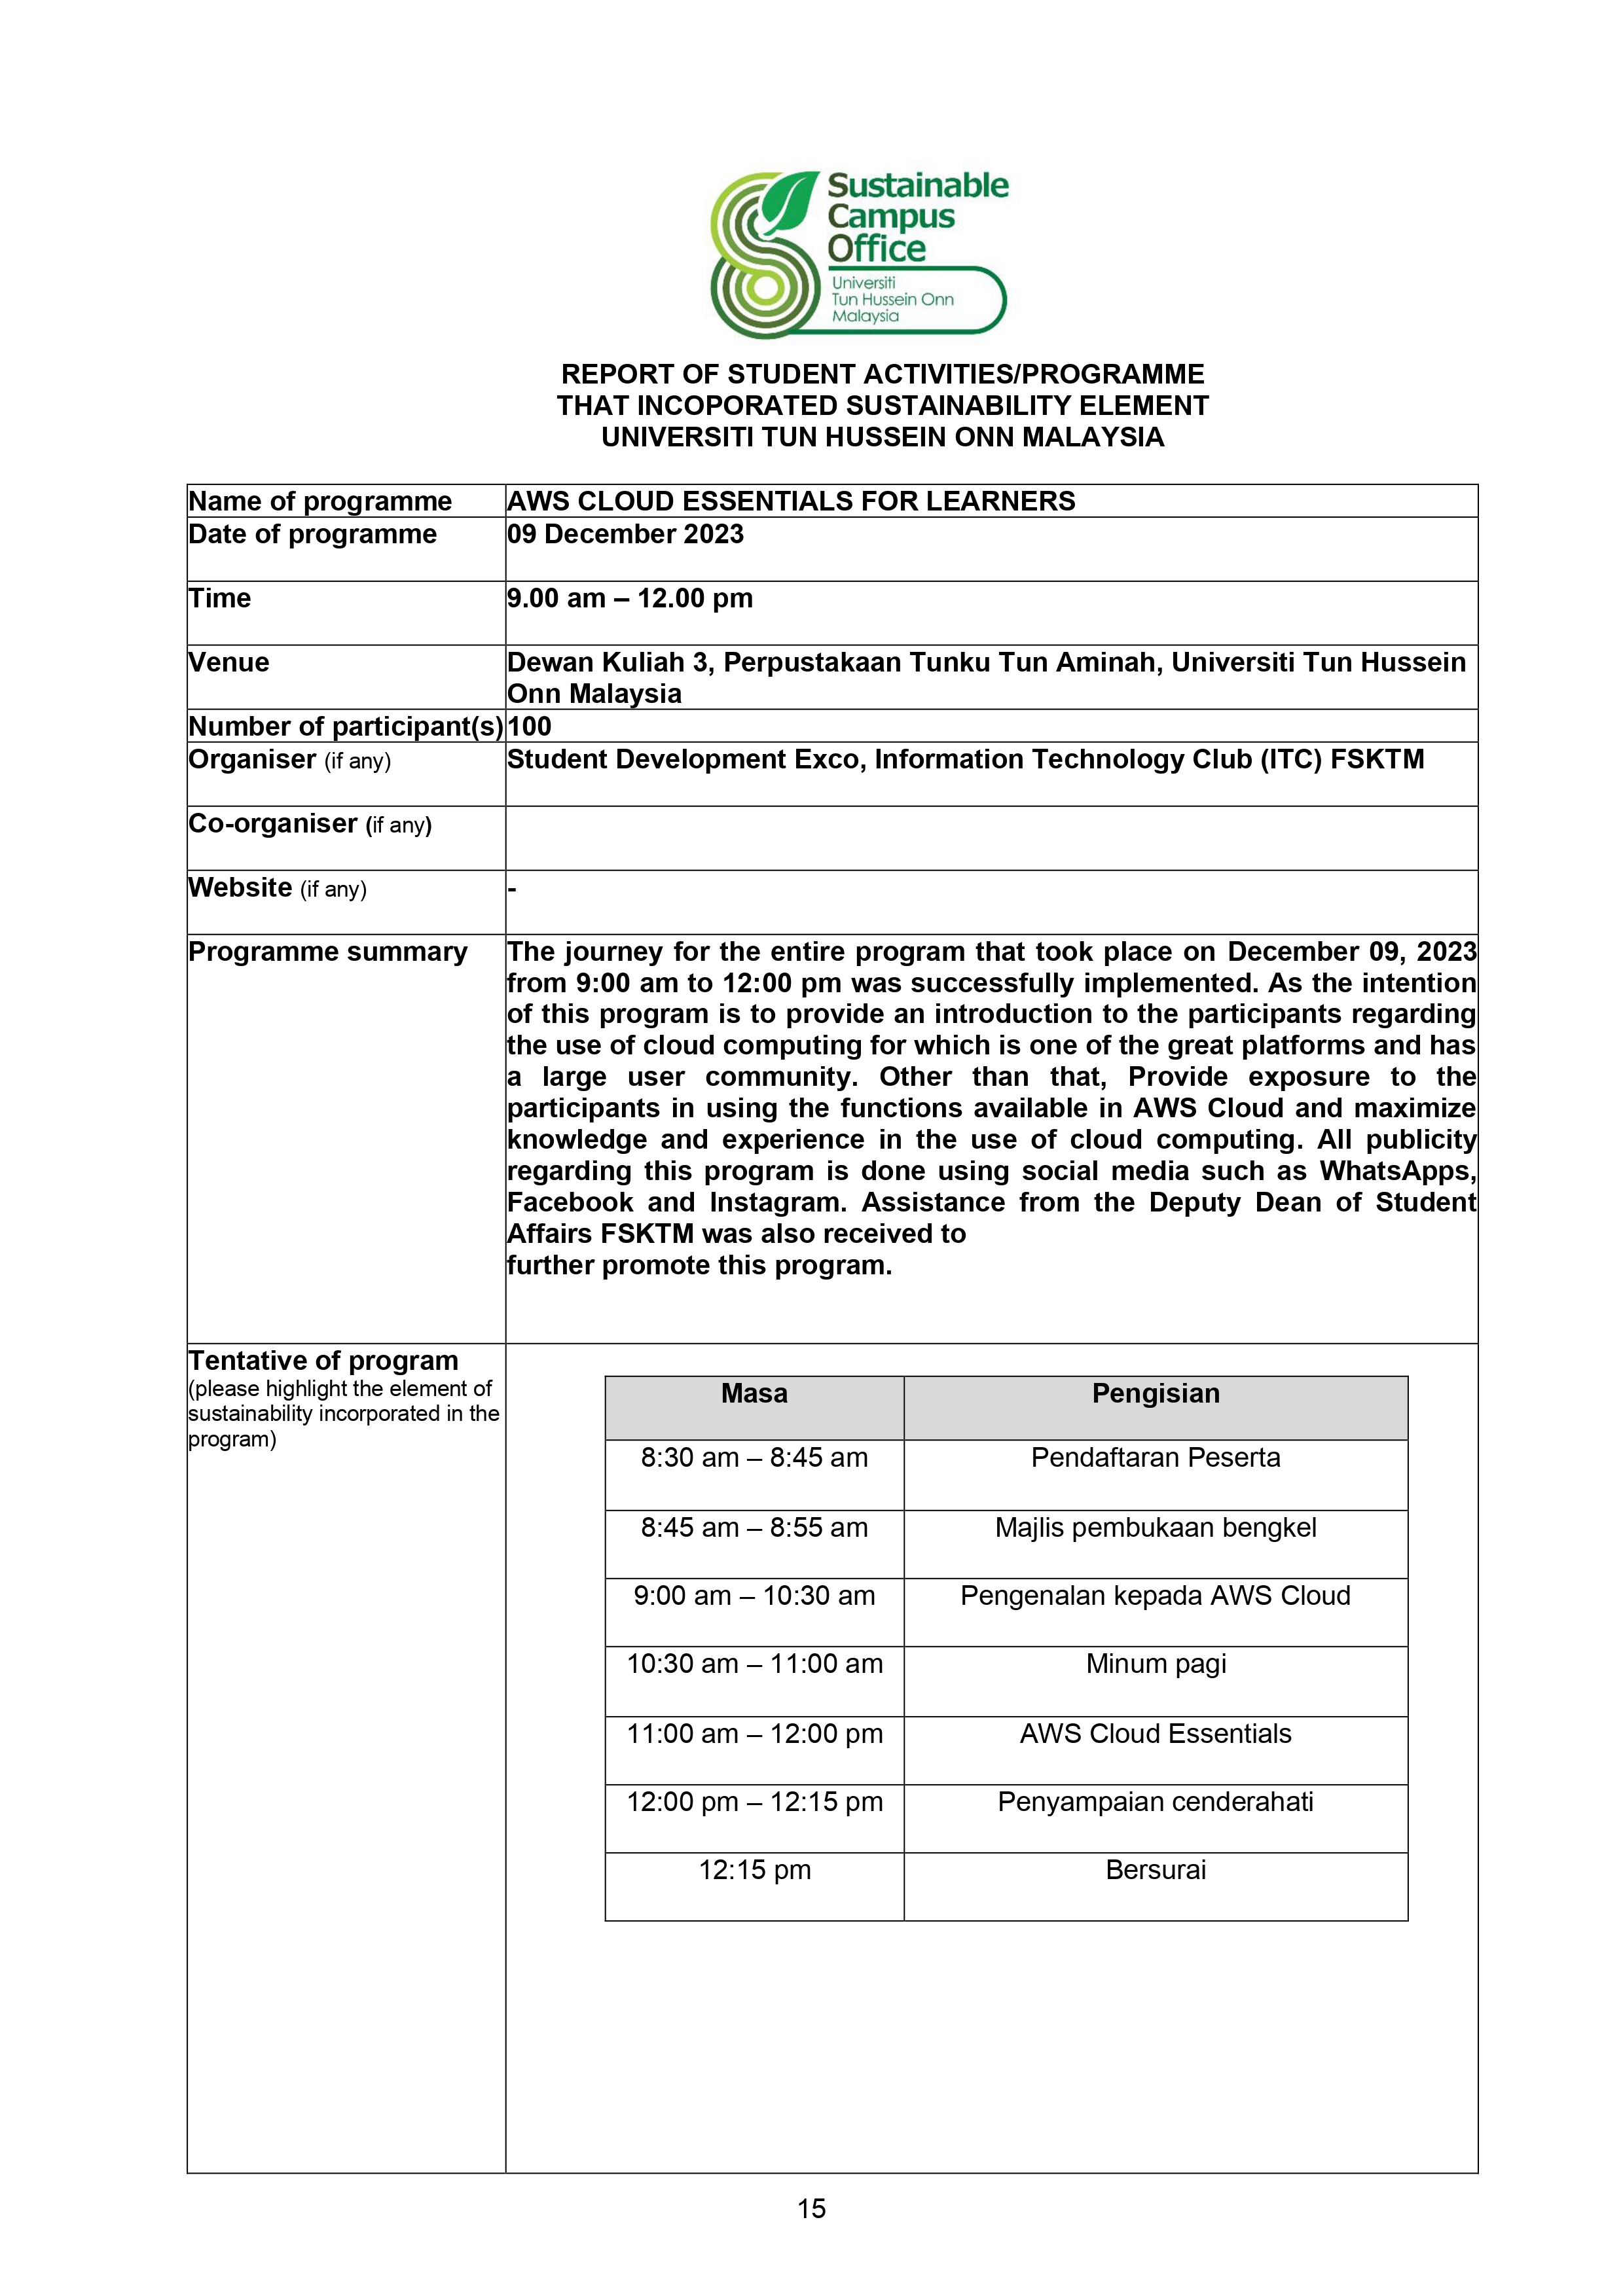 Sustainable
Campus
Office
Universiti
Tun Hussein Onn
Malaysia
REPORT OF STUDENT ACTIVITIES/PROGRAMME
THAT INCOPORATED SUSTAINABILITY ELEMENT
UNIVERSITI TUN HUSSEIN ONN MALAYSIA
Name of programme AWS CLOUD ESSENTIALS FOR LEARNERS
Date of programme 09 December 2023
Time 9.00 am – 12.00 pm
Venue Dewan Kuliah 3, Perpustakaan Tunku Tun Aminah, Universiti Tun Hussein
Onn Malaysia
Number of participant(s) 100
Organiser (if any) Student Development Exco, Information Technology Club (ITC) FSKTM
Co-organiser (if any)
Website (if any) -
Programme summary The journey for the entire program that took place on December 09, 2023
from 9:00 am to 12:00 pm was successfully implemented. As the intention
of this program is to provide an introduction to the participants regarding
the use of cloud computing for which is one of the great platforms and has
a large user community. Other than that, Provide exposure to the
participants in using the functions available in AWS Cloud and maximize
knowledge and experience in the use of cloud computing. All publicity
regarding this program is done using social media such as WhatsApps,
Facebook and Instagram. Assistance from the Deputy Dean of Student
Affairs FSKTM was also received to
further promote this program.
Tentative of program
(please highlight the element of
sustainability incorporated in the
program)
Masa Pengisian
8:30 am – 8:45 am Pendaftaran Peserta
8:45 am – 8:55 am Majlis pembukaan bengkel
9:00 am – 10:30 am Pengenalan kepada AWS Cloud
10:30 am – 11:00 am Minum pagi
11:00 am – 12:00 pm AWS Cloud Essentials
12:00 pm – 12:15 pm Penyampaian cenderahati
12:15 pm Bersurai
15